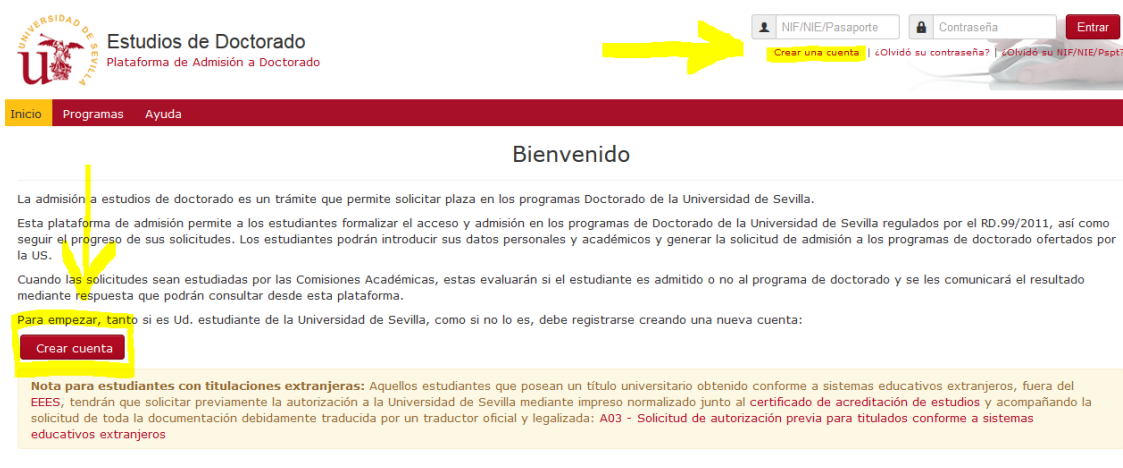 UNIVERSIDAD DE SEVILLA
Estudios de Doctorado
Plataforma de Admisión a Doctorado
NIF/NIE/Pasaporte Contraseña Entrar
Crear una cuenta | ¿Olvidó su contraseña? | ¿Olvidó su NIF/NIE/Pspt?
Inicio Programas Ayuda
Bienvenido
La admisión a estudios de doctorado es un trámite que permite solicitar plaza en los programas Doctorado de la Universidad de Sevilla.
Esta plataforma de admisión permite a los estudiantes formalizar el acceso y admisión en los programas de Doctorado de la Universidad de Sevilla regulados por el RD.99/2011, así como
seguir el progreso de sus solicitudes. Los estudiantes podrán introducir sus datos personales y académicos y generar la solicitud de admisión a los programas de doctorado ofertados por
la US.
Cuando las solicitudes sean estudiadas por las Comisiones Académicas, estas evaluarán si el estudiante es admitido o no al programa de doctorado y se les comunicará el resultado
mediante respuesta que podrán consultar desde esta plataforma.
Para empezar, tanto si es Ud. estudiante de la Universidad de Sevilla, como si no lo es, debe registrarse creando una nueva cuenta:
Crear cuenta
Nota para estudiantes con titulaciones extranjeras: Aquellos estudiantes que posean un título universitario obtenido conforme a sistemas educativos extranjeros, fuera del
EEES, tendrán que solicitar previamente la autorización a la Universidad de Sevilla mediante impreso normalizado junto al certificado de acreditación de estudios y acompañando la
solicitud de toda la documentación debidamente traducida por un traductor oficial y legalizada: A03 - Solicitud de autorización previa para titulados conforme a sistemas
educativos extranjeros